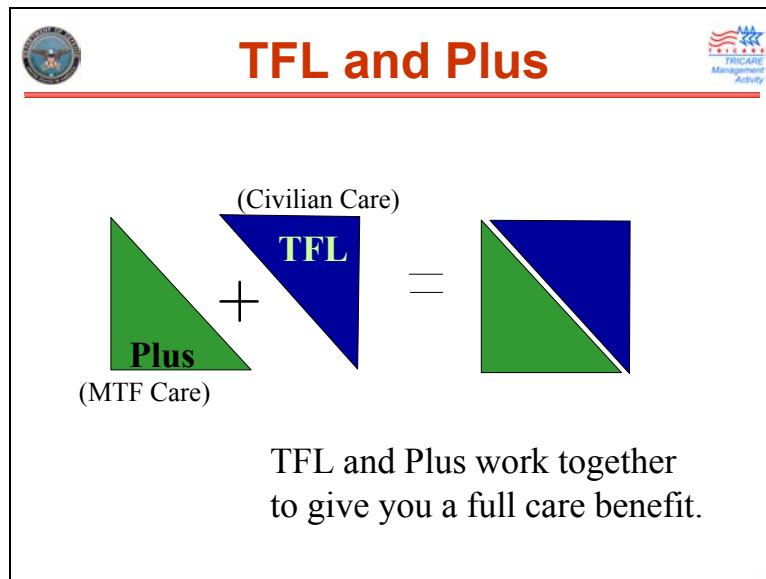 TFL and Plus
TRICARE
TRICARE
Management
Activity
(Civilian Care)
TFL
+
=
Plus
(MTF Care)
TFL and Plus work together
to give you a full care benefit.